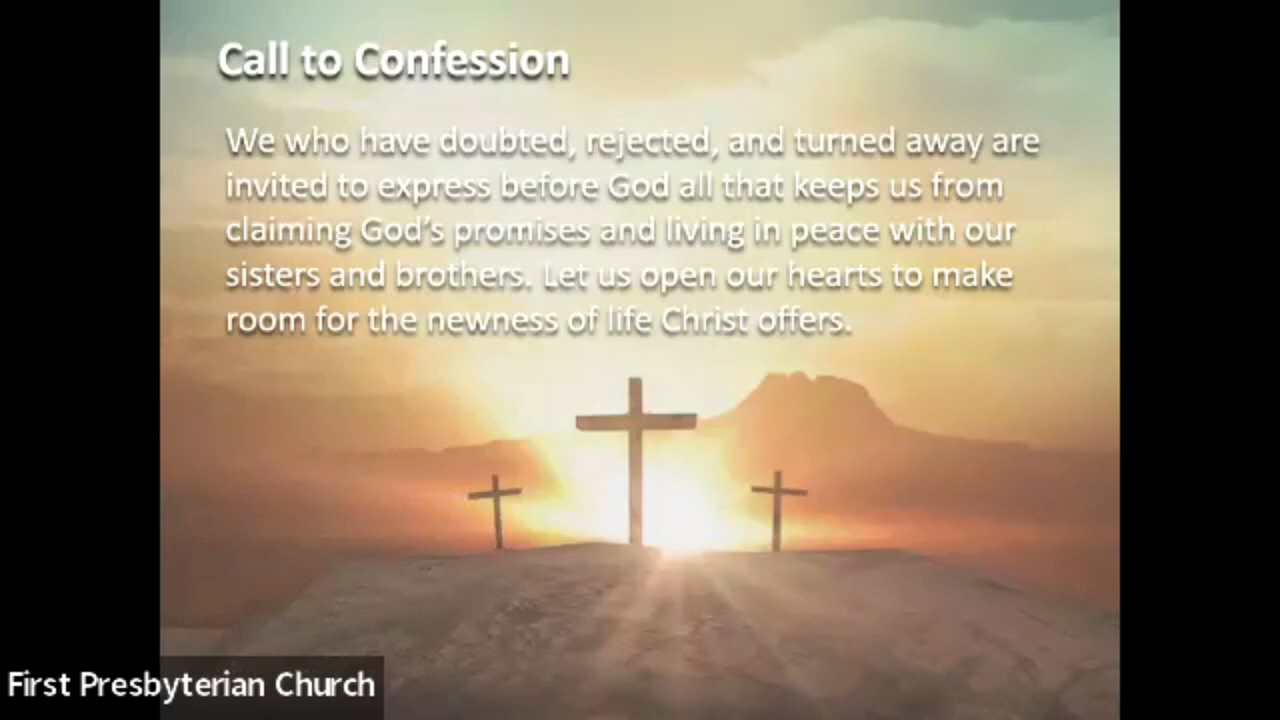 Call to Confession
We who have doubted, rejected, and turned away are
invited to express before God all that keeps us from
claiming God’s promises and living in peace with our
sisters and brothers. Let us open our hearts to make
room for the newness of life Christ offers.
First Presbyterian Church